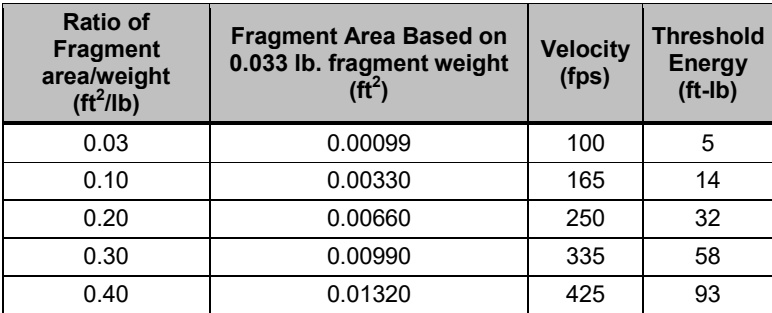 Ratio of
Fragment
area/weight
(ft²/lb)
Fragment Area Based on
0.033 lb. fragment weight
(ft²)
Velocity
(fps)
Threshold
Energy
(ft-lb)
0.03 0.00099 100 5
0.10 0.00330 165 14
0.20 0.00660 250 32
0.30 0.00990 335 58
0.40 0.01320 425 93